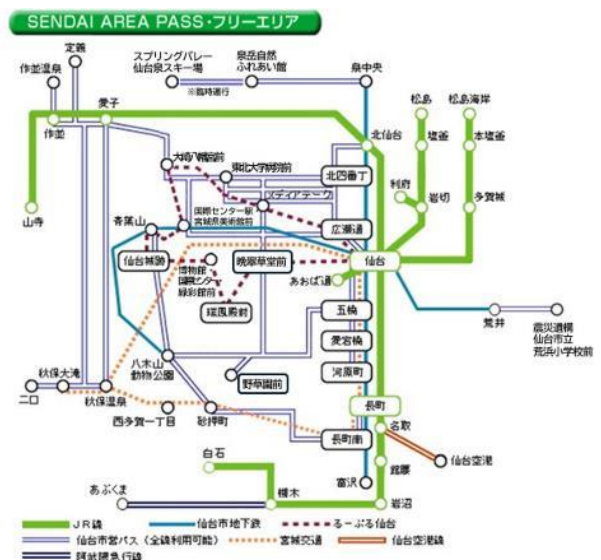 SENDAI AREA PASS・フリーエリア
定義
作並温泉
スプリングバレー
仙台泉スキー場
※臨時運行
泉岳自然
ふれあい館
泉中央
愛子
作並
松島
松島海岸
北仙台
塩釜
本塩釜
大崎八幡宮前
東北大学病院前
北四番丁
メディアテーク
利府
岩切
多賀城
山寺
青葉山
国際センター駅
宮城県美術館前
広瀬通
仙台城跡
博物館
国際センター
緑彩館前
晩翠草堂前
仙台
あおば通
瑞鳳殿前
五橋
愛宕橋
荒井
震災遺構
仙台市立
荒浜小学校前
八木山
動物公園
野草園前
河原町
二口
秋保大滝
秋保温泉
長町
西多賀一丁目
砂押町
名取
長町南
仙台空港
白石
館腰
富沢
あぶくま
槻木
岩沼
JR線
仙台市地下鉄
るーぷる仙台
仙台市営バス（全線利用可能）
宮城交通
仙台空港線
阿武隈急行線